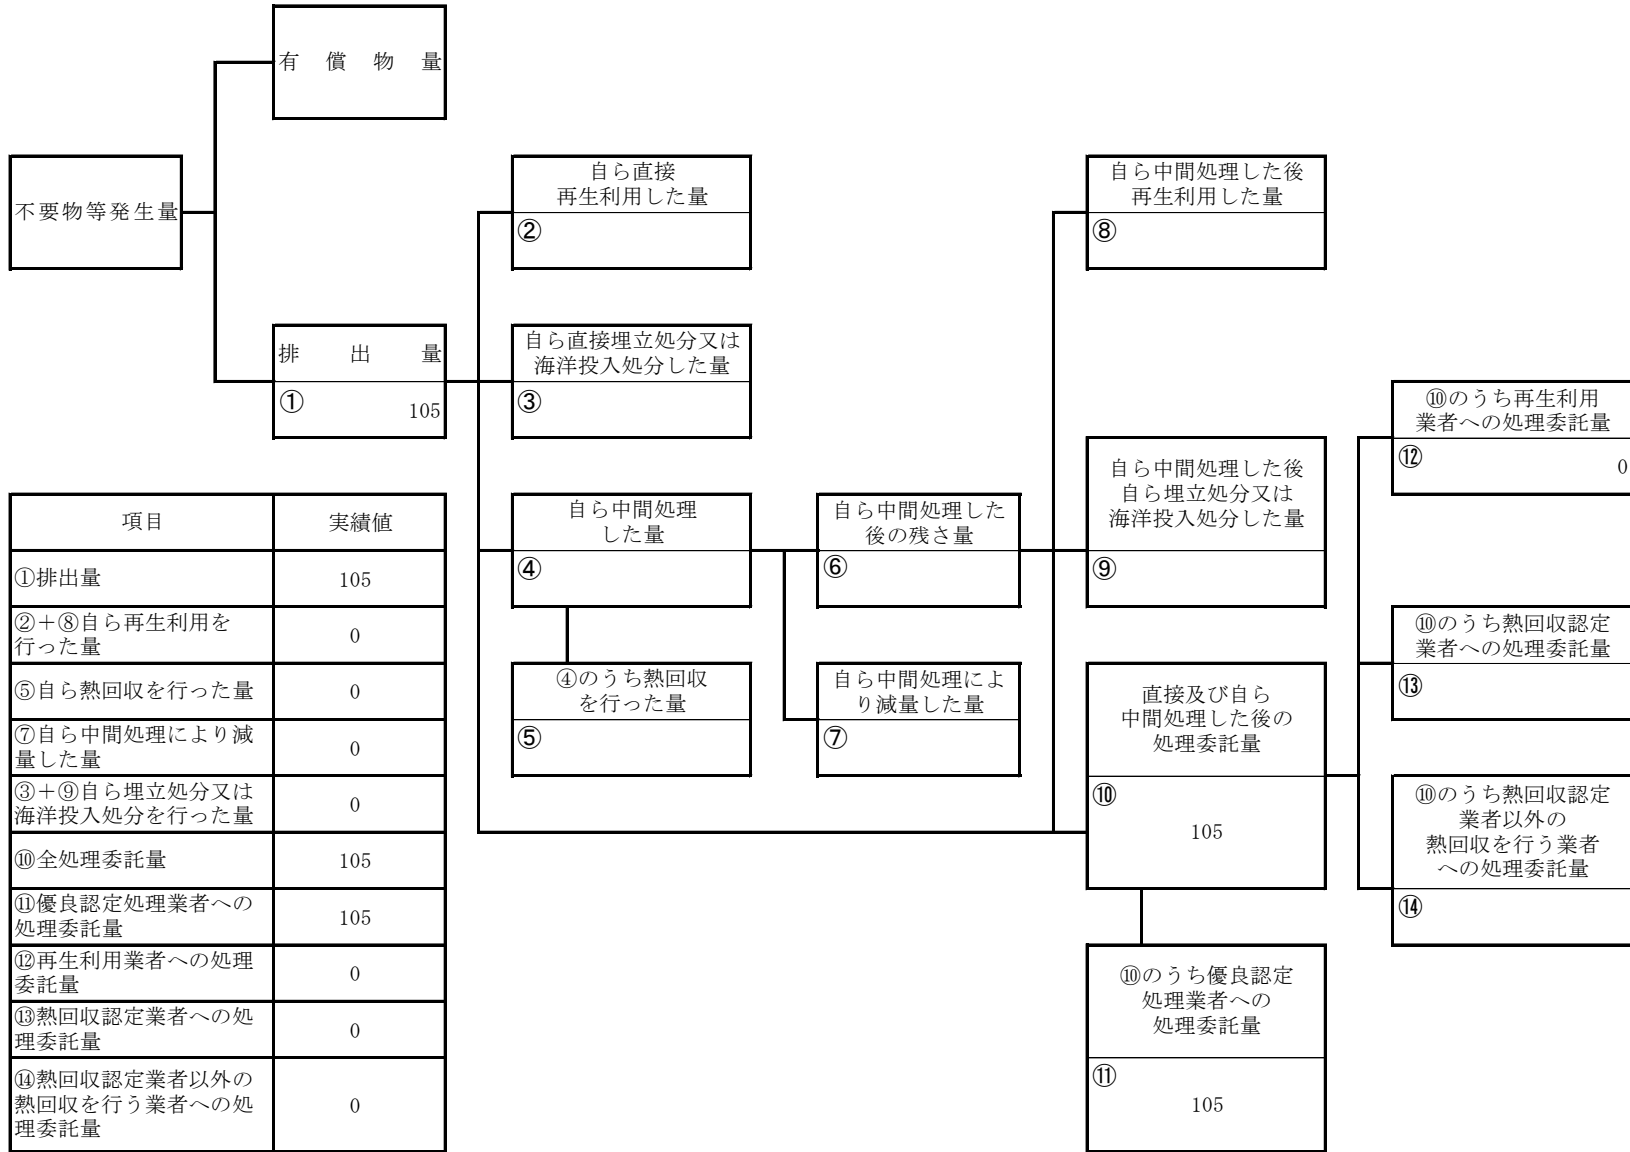 有 償 物 量
不要物等発生量
自ら直接
再生利用した量
②
自ら中間処理した後
再生利用した量
⑧
排 出 量
①
105
自ら直接埋立処分又は
海洋投入処分した量
③
⑩のうち再生利用
業者への処理委託量
⑫
0
自ら中間処理
した量
④
自ら中間処理した
後の残さ量
⑥
自ら中間処理した後
自ら埋立処分又は
海洋投入処分した量
⑨
⑩のうち熱回収認定
業者への処理委託量
⑬
④のうち熱回収
を行った量
⑤
自ら中間処理によ
り減量した量
⑦
直接及び自ら
中間処理した後の
処理委託量
⑩
105
⑩のうち熱回収認定
業者以外の
熱回収を行う業者
への処理委託量
⑭
⑩のうち優良認定
処理業者への
処理委託量
⑪
105
項目 実績値
①排出量 105
②+⑧自ら再生利用を
行った量 0
⑤自ら熱回収を行った量 0
⑦自ら中間処理により減
量した量 0
③+⑨自ら埋立処分又は
海洋投入処分を行った量 0
⑩全処理委託量 105
⑪優良認定処理業者への
処理委託量 105
⑫再生利用業者への処理
委託量 0
⑬熱回収認定業者への処
理委託量 0
⑭熱回収認定業者以外の
熱回収を行う業者への処
理委託量 0